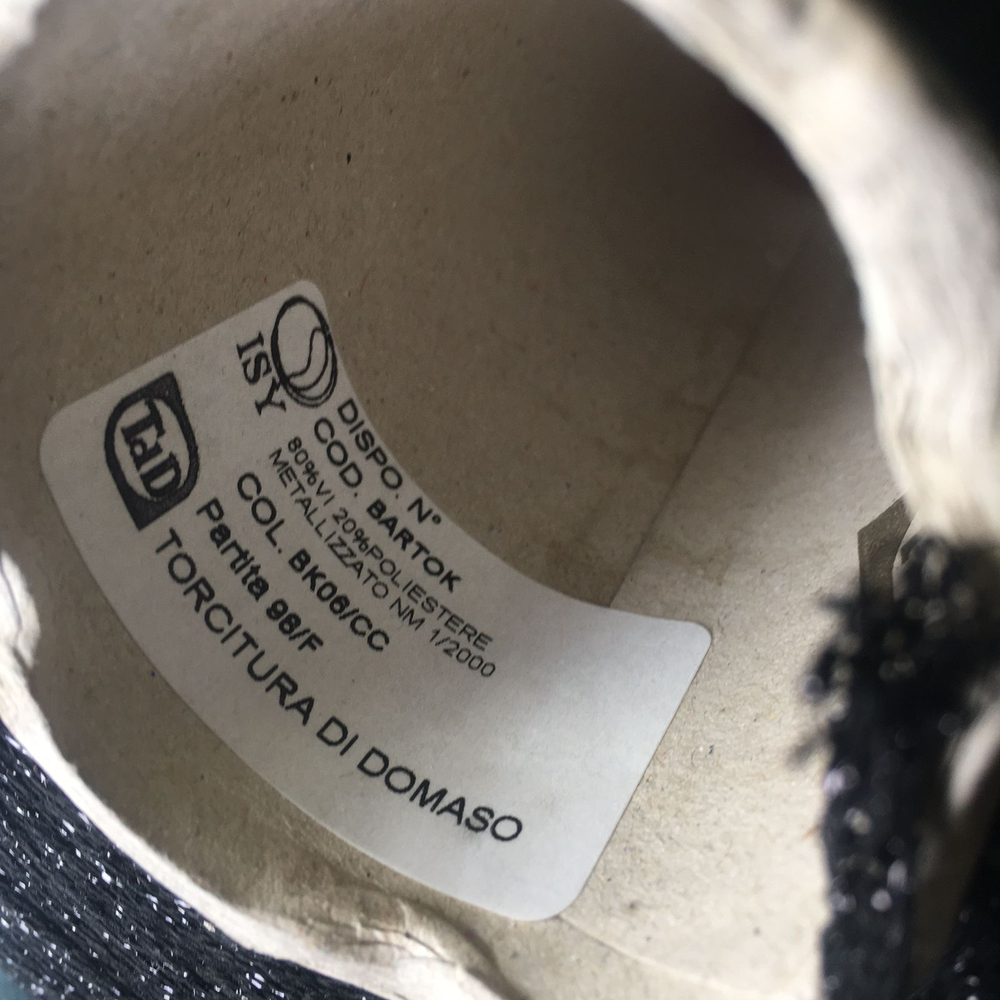 ISY
DISPO. N°
COD. BARTOK
80%VI 20%POLIESTERE
METALLIZZATO NM 1/2000
COL. BK06/CC
Partita 98/F
TdD
TORCITURA DI DOMASO